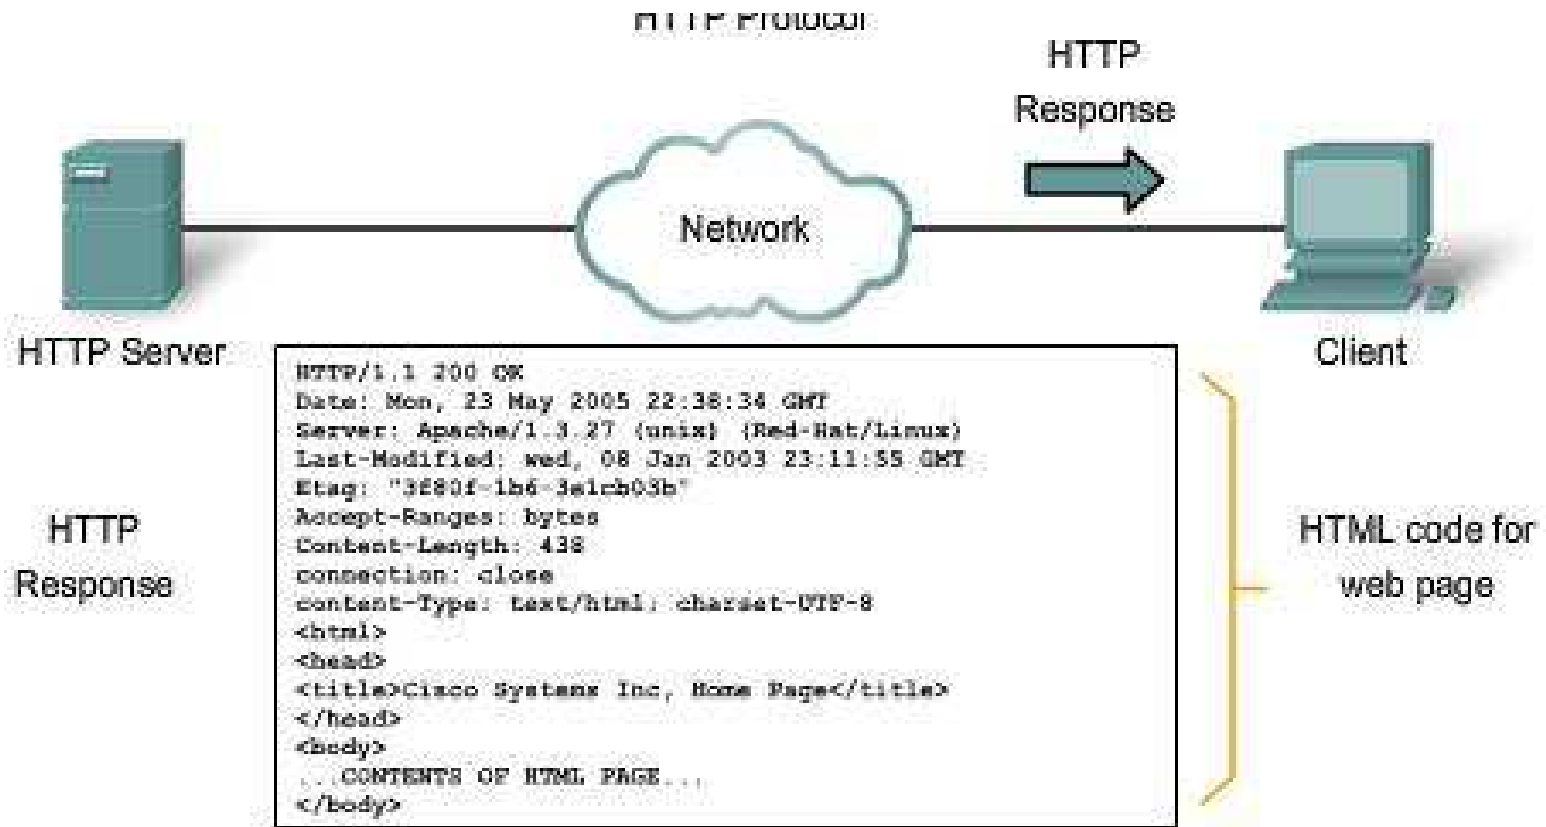 HTTP Protocol
HTTP
Response
Network
HTTP Server
Client
HTTP/1.1 200 OK
Date: Mon, 23 May 2005 22:38:34 GMT
Server: Apache/1.3.27 (unix) (Red-Hat/Linux)
Last-Modified: wed, 08 Jan 2003 23:11:55 GMT
Etag: "3f80f-1b6-3e1cb03b"
Accept-Ranges: bytes
Content-Length: 438
connection: close
content-Type: text/html; charset-UTF-8
<html>
<head>
<title>Cisco Systems Inc, Home Page</title>
</head>
<body>
...CONTENTS OF HTML PAGE...
</body>
HTTP
Response
HTML code for
web page